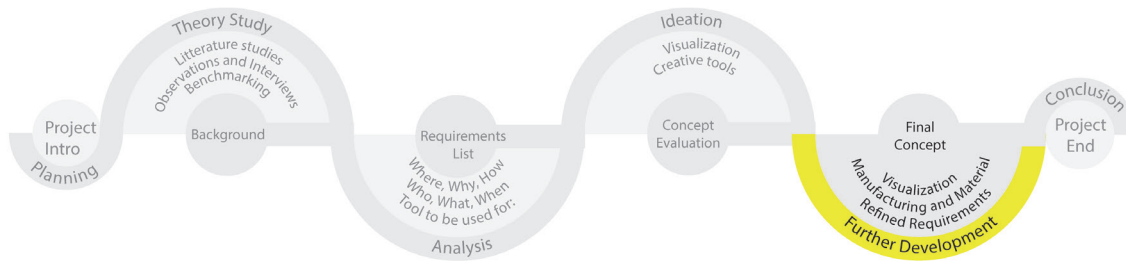 Project
Intro
Planning
Theory Study
Litterature studies
Observations and Interviews
Benchmarking
Background
Requirements
List
Where, Why, How
Who, What, When
Tool to be used for:
Analysis
Ideation
Visualization
Creative tools
Concept
Evaluation
Final
Concept
Visualization
Manufacturing and Material
Refined Requirements
Further Development
Conclusion
Project
End